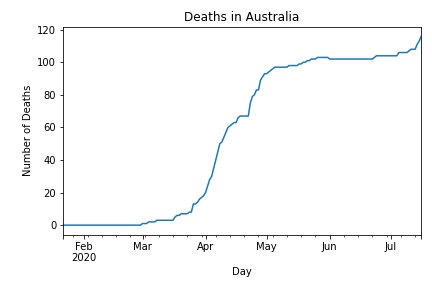 Deaths in Australia
120
100
80
60
40
20
0
Number of Deaths
Feb
2020
Mar
Apr
May
Jun
Jul
Day